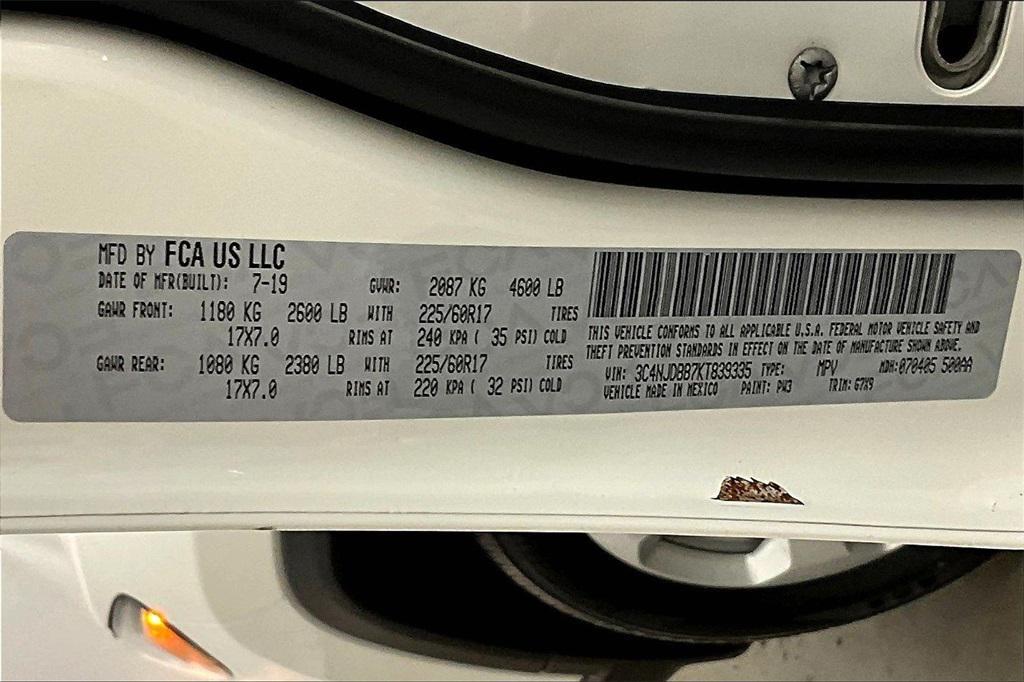 MFD BY FCA US LLC
DATE OF MFR(BUILT): 7-19 GVWR: 2087 KG 4600 LB
GAWR FRONT: 1180 KG 2600 LB WITH 225/60R17 TIRES
17X7.0 RIMS AT 240 KPA ( 35 PSI) COLD
GAWR REAR: 1080 KG 2380 LB WITH 225/60R17 TIRES
17X7.0 RIMS AT 220 KPA ( 32 PSI) COLD
THIS VEHICLE CONFORMS TO ALL APPLICABLE U.S.A. FEDERAL MOTOR VEHICLE SAFETY AND
THEFT PREVENTION STANDARDS IN EFFECT ON THE DATE OF MANUFACTURE SHOWN ABOVE.
VIN: 3C4NJDBB7KT839335 TYPE: MPV MDH: 070405 500AA
VEHICLE MADE IN MEXICO PAINT: PW3 TRIM: G7X9